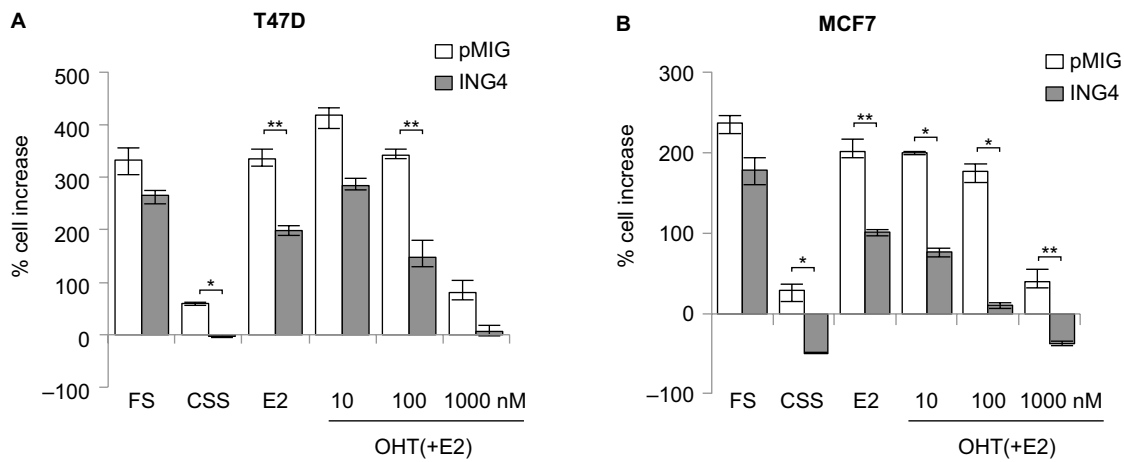 A
T47D
pMIG
ING4
% cell increase
500
400
300
200
100
0
–100
*
**
**
FS
CSS
E2
10
100
1000 nM
OHT(+E2)
B
MCF7
pMIG
ING4
% cell increase
300
200
100
0
–100
*
**
*
*
**
FS
CSS
E2
10
100
1000 nM
OHT(+E2)